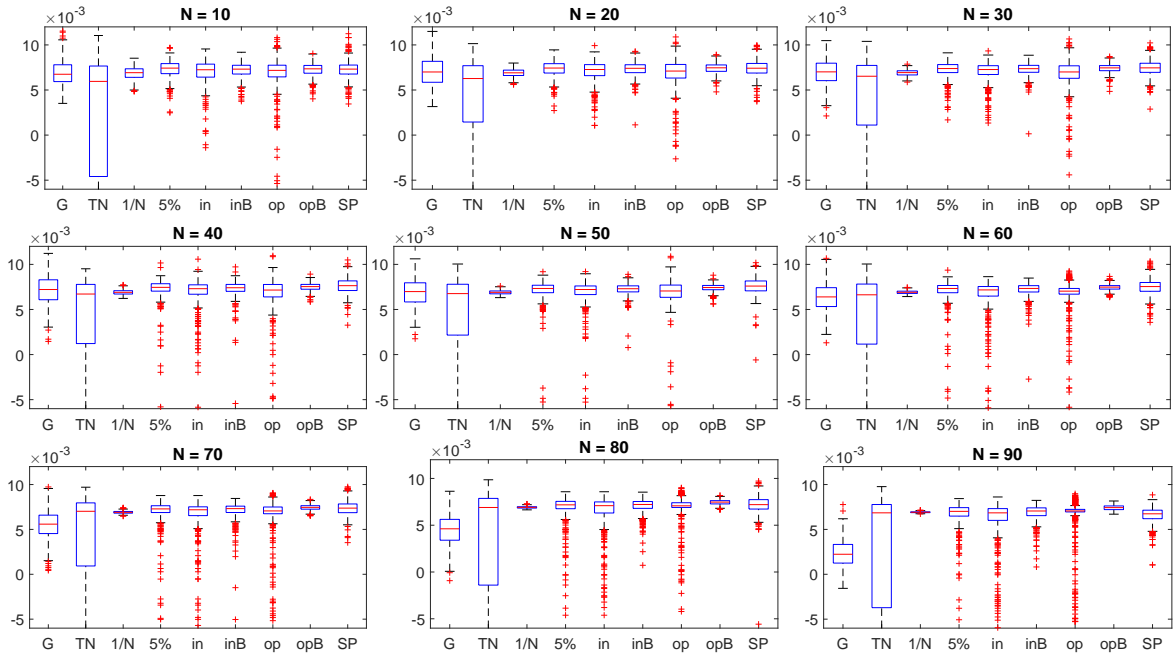 ×10⁻³ N = 10
10
5
0
-5
G TN 1/N 5% in inB op opB SP
×10⁻³ N = 20
10
5
0
-5
G TN 1/N 5% in inB op opB SP
×10⁻³ N = 30
10
5
0
-5
G TN 1/N 5% in inB op opB SP
×10⁻³ N = 40
10
5
0
-5
G TN 1/N 5% in inB op opB SP
×10⁻³ N = 50
10
5
0
-5
G TN 1/N 5% in inB op opB SP
×10⁻³ N = 60
10
5
0
-5
G TN 1/N 5% in inB op opB SP
×10⁻³ N = 70
10
5
0
-5
G TN 1/N 5% in inB op opB SP
×10⁻³ N = 80
10
5
0
-5
G TN 1/N 5% in inB op opB SP
×10⁻³ N = 90
10
5
0
-5
G TN 1/N 5% in inB op opB SP